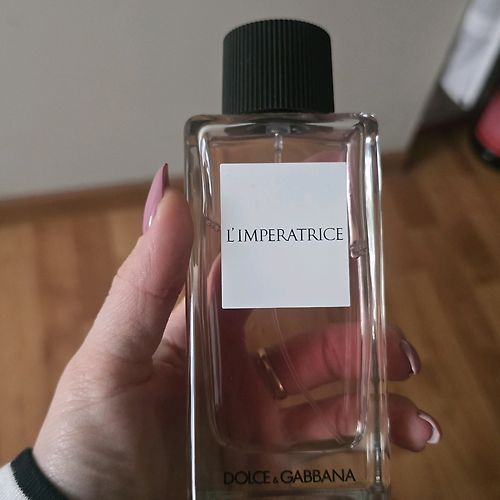 L'IMPERATRICE
DOLCE & GABBANA